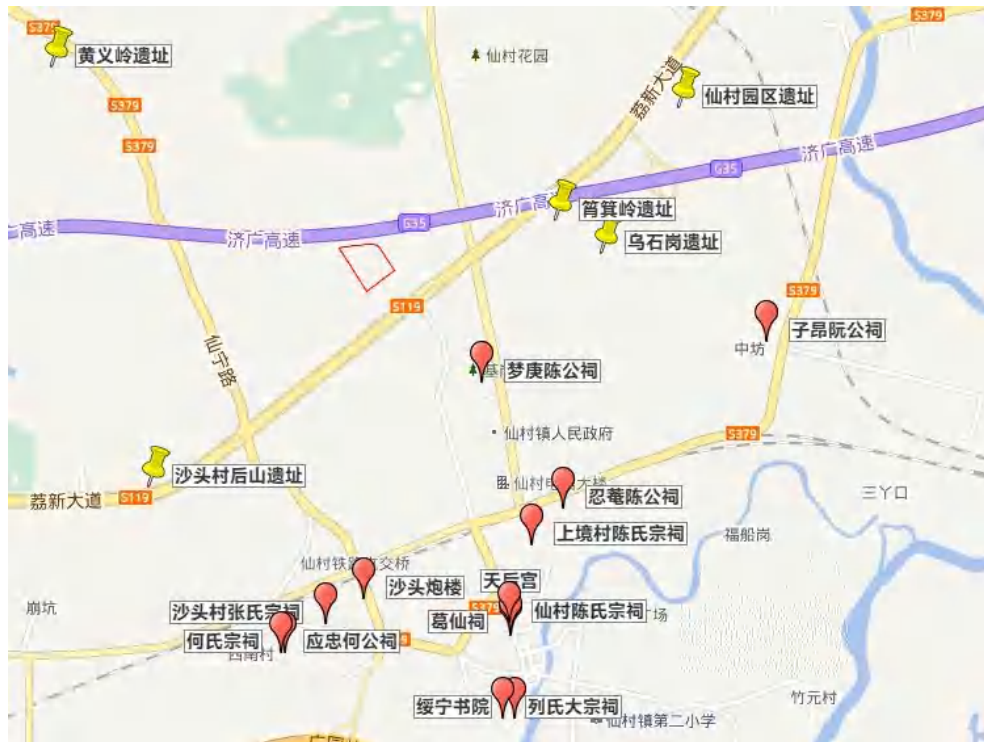 S379
S379
黄义岭遗址
仙村花园
荔新大道
仙村园区遗址
S379
S379
济广高速
G35
济广高
筲箕岭遗址
高速
济广高速
G35
乌石岗遗址
S379
S119
子昂阮公祠
中坊
仙宁路
梦庚陈公祠
仙村镇人民政府
S379
沙头村后山遗址
荔新大道
S119
仙村电
大楼
忍菴陈公祠
三丫口
上境村陈氏宗祠
福船岗
仙村铁路
交桥
沙头炮楼
天后宫
崩坑
沙头村张氏宗祠
S379
仙村陈氏宗祠
场
葛仙祠
何氏宗祠
应忠何公祠
79
西南村
绥宁书院
列氏大宗祠
竹元村
仙村镇第二小学